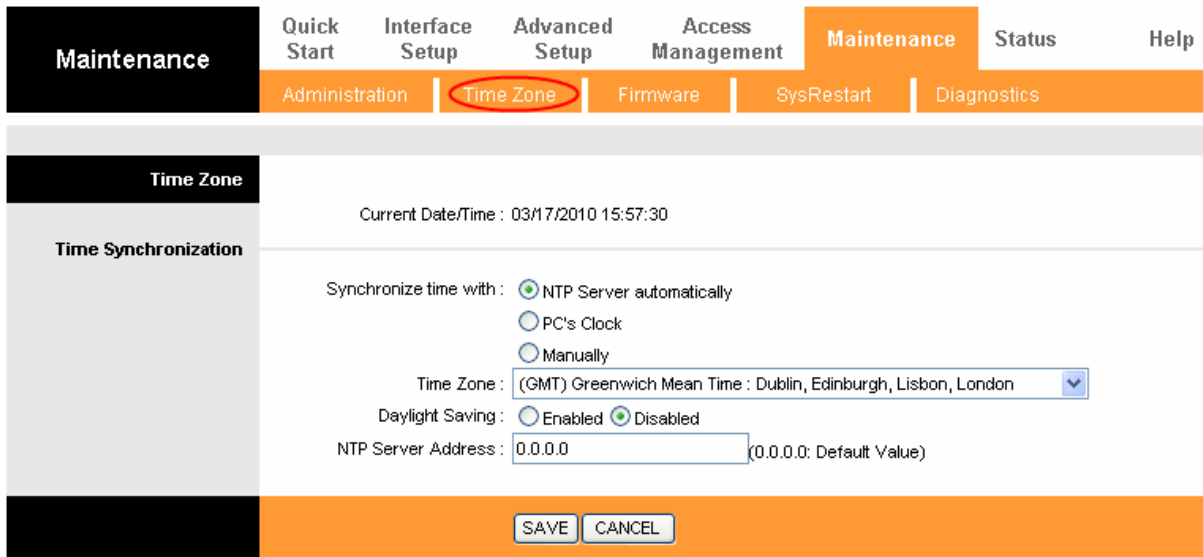 Maintenance
Quick Start
Interface Setup
Advanced Setup
Access Management
Maintenance
Status
Help
Administration
Time Zone
Firmware
SysRestart
Diagnostics
Time Zone
Current Date/Time : 03/17/2010 15:57:30
Time Synchronization
Synchronize time with : NTP Server automatically
PC's Clock
Manually
Time Zone : (GMT) Greenwich Mean Time : Dublin, Edinburgh, Lisbon, London
Daylight Saving : Enabled Disabled
NTP Server Address : 0.0.0.0 (0.0.0.0: Default Value)
SAVE CANCEL